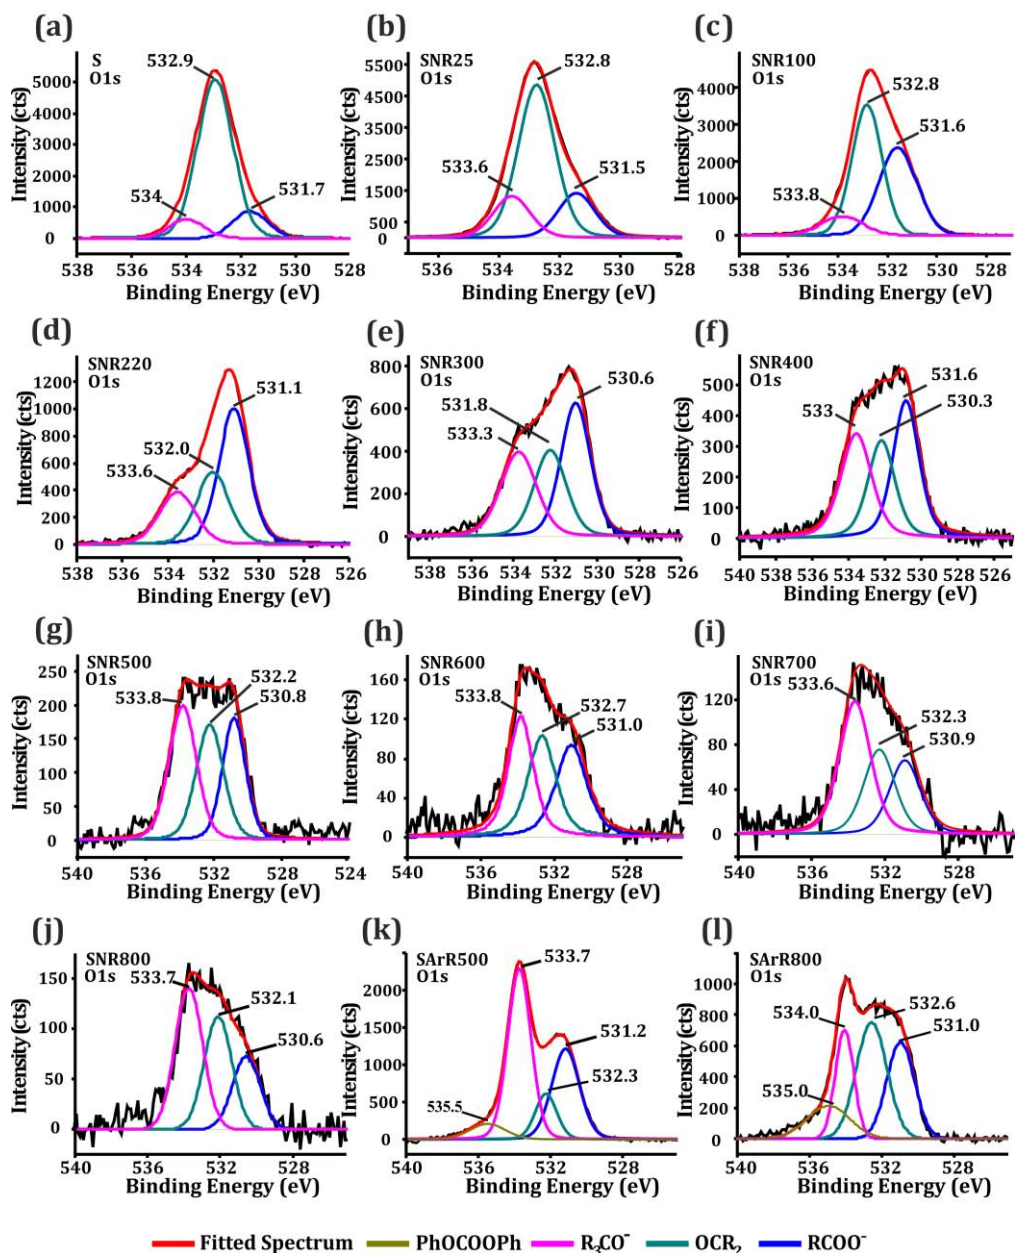 (a)
S
O1s
532.9
534
531.7
Intensity (cts)
5000
4000
3000
2000
1000
0
538 536 534 532 530 528
Binding Energy (eV)
(b)
SNR25
O1s
532.8
533.6
531.5
Intensity (cts)
5500
4500
3500
2500
1500
500
0
536 534 532 530 528
Binding Energy (eV)
(c)
SNR100
O1s
532.8
531.6
533.8
Intensity (cts)
4000
3000
2000
1000
0
538 536 534 532 530 528
Binding Energy (eV)
(d)
SNR220
O1s
531.1
532.0
533.6
Intensity (cts)
1200
1000
800
600
400
200
0
538 536 534 532 530 528 526
Binding Energy (eV)
(e)
SNR300
O1s
530.6
531.8
533.3
Intensity (cts)
800
600
400
200
0
538 536 534 532 530 528 526
Binding Energy (eV)
(f)
SNR400
O1s
531.6
533
530.3
Intensity (cts)
500
400
300
200
100
0
540 538 536 534 532 530 528 526
Binding Energy (eV)
(g)
SNR500
O1s
532.2
533.8
530.8
Intensity (cts)
250
200
150
100
50
0
540 536 532 528 524
Binding Energy (eV)
(h)
SNR600
O1s
533.8
532.7
531.0
Intensity (cts)
160
120
80
40
0
540 536 532 528
Binding Energy (eV)
(i)
SNR700
O1s
533.6
532.3
530.9
Intensity (cts)
120
80
40
0
540 536 532 528
Binding Energy (eV)
(j)
SNR800
O1s
533.7
532.1
530.6
Intensity (cts)
150
100
50
0
540 536 532 528
Binding Energy (eV)
(k)
SArR500
O1s
533.7
531.2
532.3
535.5
Intensity (cts)
2000
1500
1000
500
0
540 536 532 528
Binding Energy (eV)
(l)
SArR800
O1s
534.0
532.6
531.0
535.0
Intensity (cts)
1000
800
600
400
200
0
540 536 532 528
Binding Energy (eV)
Fitted Spectrum PhOCOOPh R₃CO⁻ OCR₂ RCOO⁻